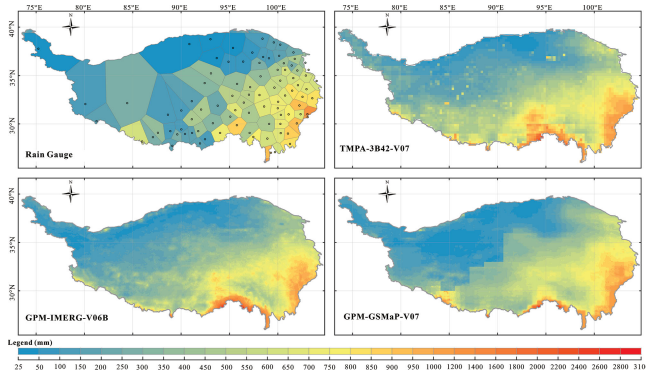 75°E 80°E 85°E 90°E 95°E 100°E
75°E 80°E 85°E 90°E 95°E 100°E
40°N
35°N
30°N
N
N
Rain Gauge
TMPA-3B42-V07
40°N
35°N
30°N
N
N
GPM-IMERG-V06B
GPM-GSMaP-V07
Legend (mm)
25 50 100 150 200 250 300 350 400 450 500 550 600 650 700 750 800 850 900 1000 1200 1400 1600 1800 2000 2200 2400 2600 2800 310